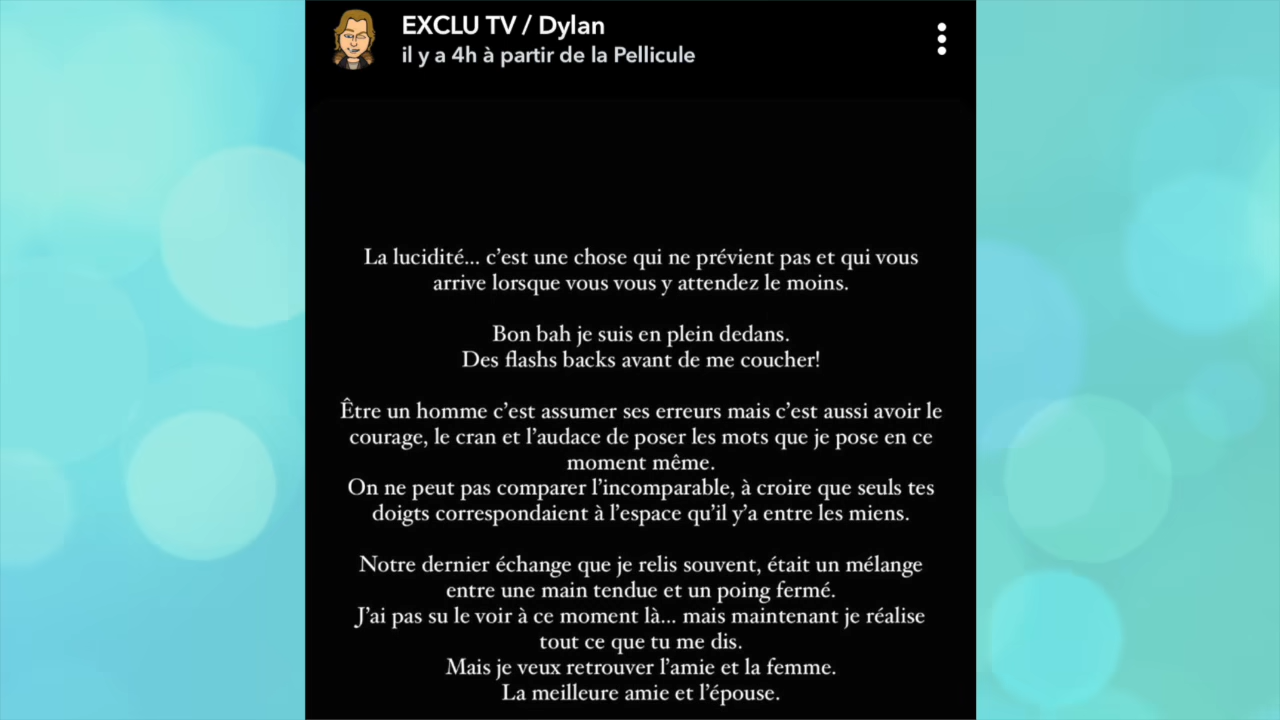 EXCLU TV / Dylan
il y a 4h à partir de la Pellicule
La lucidité... c'est une chose qui ne prévient pas et qui vous
arrive lorsque vous vous y attendez le moins.
Bon bah je suis en plein dedans.
Des flashs backs avant de me coucher!
Être un homme c'est assumer ses erreurs mais c'est aussi avoir le
courage, le cran et l'audace de poser les mots que je pose en ce
moment même.
On ne peut pas comparer l'incomparable, à croire que seuls tes
doigts correspondaient à l'espace qu'il y'a entre les miens.
Notre dernier échange que je relis souvent, était un mélange
entre une main tendue et un poing fermé.
J'ai pas su le voir à ce moment là... mais maintenant je réalise
tout ce que tu me dis.
Mais je veux retrouver l'amie et la femme.
La meilleure amie et l'épouse.